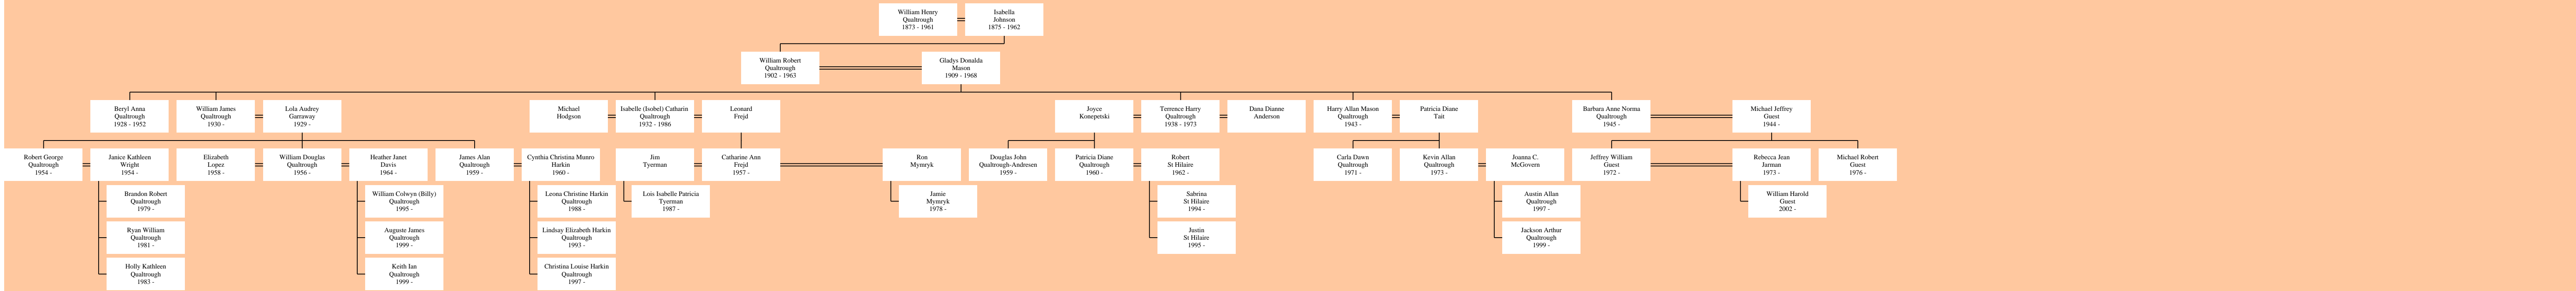 William Henry
Qualtrough
1873 - 1961
Isabella
Johnson
1875 - 1962
William Robert
Qualtrough
1902 - 1963
Gladys Donalda
Mason
1909 - 1968
Beryl Anna
Qualtrough
1928 - 1952
William James
Qualtrough
1930 -
Lola Audrey
Garraway
1929 -
Michael
Hodgson
Isabelle (Isobel) Catharin
Qualtrough
1932 - 1986
Leonard
Frejd
Joyce
Konepetski
Terrence Harry
Qualtrough
1938 - 1973
Dana Dianne
Anderson
Harry Allan Mason
Qualtrough
1943 -
Patricia Diane
Tait
Barbara Anne Norma
Qualtrough
1945 -
Michael Jeffrey
Guest
1944 -
Robert George
Qualtrough
1954 -
Janice Kathleen
Wright
1954 -
Elizabeth
Lopez
1958 -
William Douglas
Qualtrough
1956 -
Heather Janet
Davis
1964 -
James Alan
Qualtrough
1959 -
Cynthia Christina Munro
Harkin
1960 -
Jim
Tyerman
Catharine Ann
Frejd
1957 -
Ron
Mymryk
Douglas John
Qualtrough-Andresen
1959 -
Patricia Diane
Qualtrough
1960 -
Robert
St Hilaire
1962 -
Carla Dawn
Qualtrough
1971 -
Kevin Allan
Qualtrough
1973 -
Joanna C.
McGovern
Jeffrey William
Guest
1972 -
Rebecca Jean
Jarman
1973 -
Michael Robert
Guest
1976 -
Brandon Robert
Qualtrough
1979 -
William Colwyn (Billy)
Qualtrough
1995 -
Leona Christine Harkin
Qualtrough
1988 -
Lois Isabelle Patricia
Tyerman
1987 -
Jamie
Mymryk
1978 -
Sabrina
St Hilaire
1994 -
Austin Allan
Qualtrough
1997 -
William Harold
Guest
2002 -
Ryan William
Qualtrough
1981 -
Auguste James
Qualtrough
1999 -
Lindsay Elizabeth Harkin
Qualtrough
1993 -
Justin
St Hilaire
1995 -
Jackson Arthur
Qualtrough
1999 -
Holly Kathleen
Qualtrough
1983 -
Keith Ian
Qualtrough
1999 -
Christina Louise Harkin
Qualtrough
1997 -